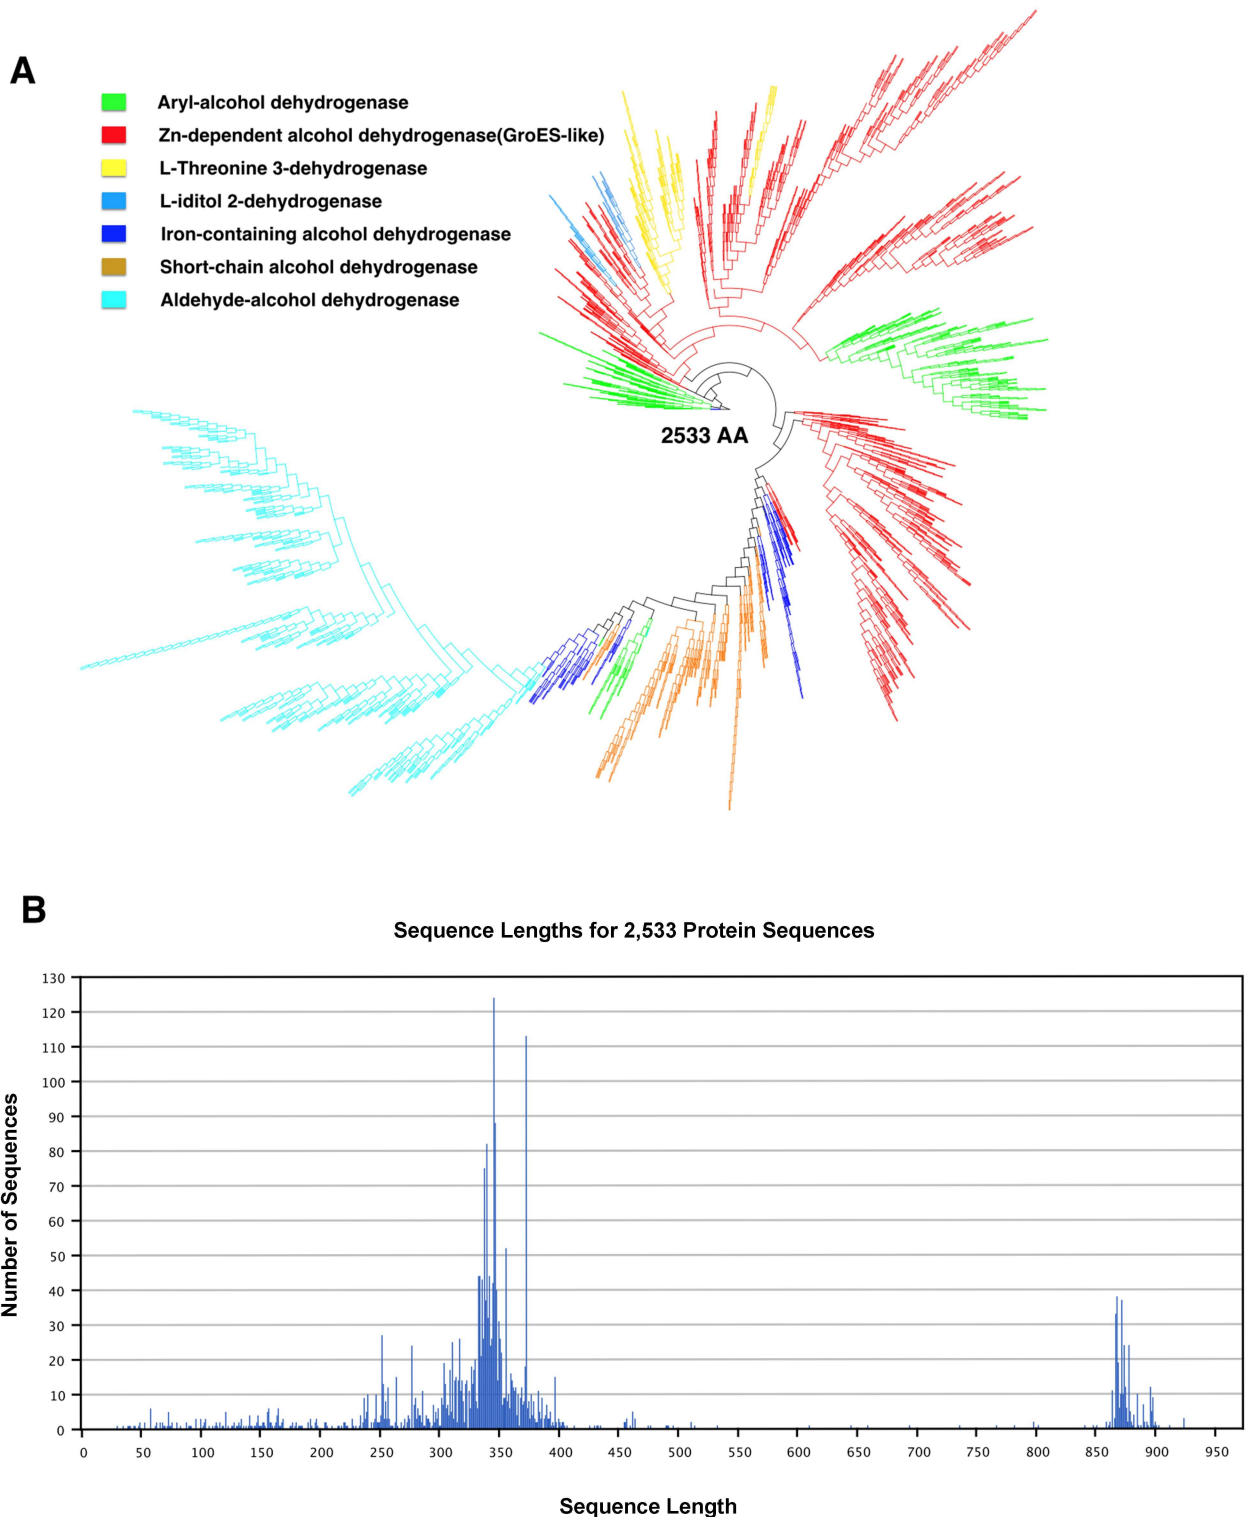 A
Aryl-alcohol dehydrogenase
Zn-dependent alcohol dehydrogenase(GroES-like)
L-Threonine 3-dehydrogenase
L-iditol 2-dehydrogenase
Iron-containing alcohol dehydrogenase
Short-chain alcohol dehydrogenase
Aldehyde-alcohol dehydrogenase
2533 AA
B
Sequence Lengths for 2,533 Protein Sequences
Number of Sequences
130
120
110
100
90
80
70
60
50
40
30
20
10
0
0 50 100 150 200 250 300 350 400 450 500 550 600 650 700 750 800 850 900 950
Sequence Length